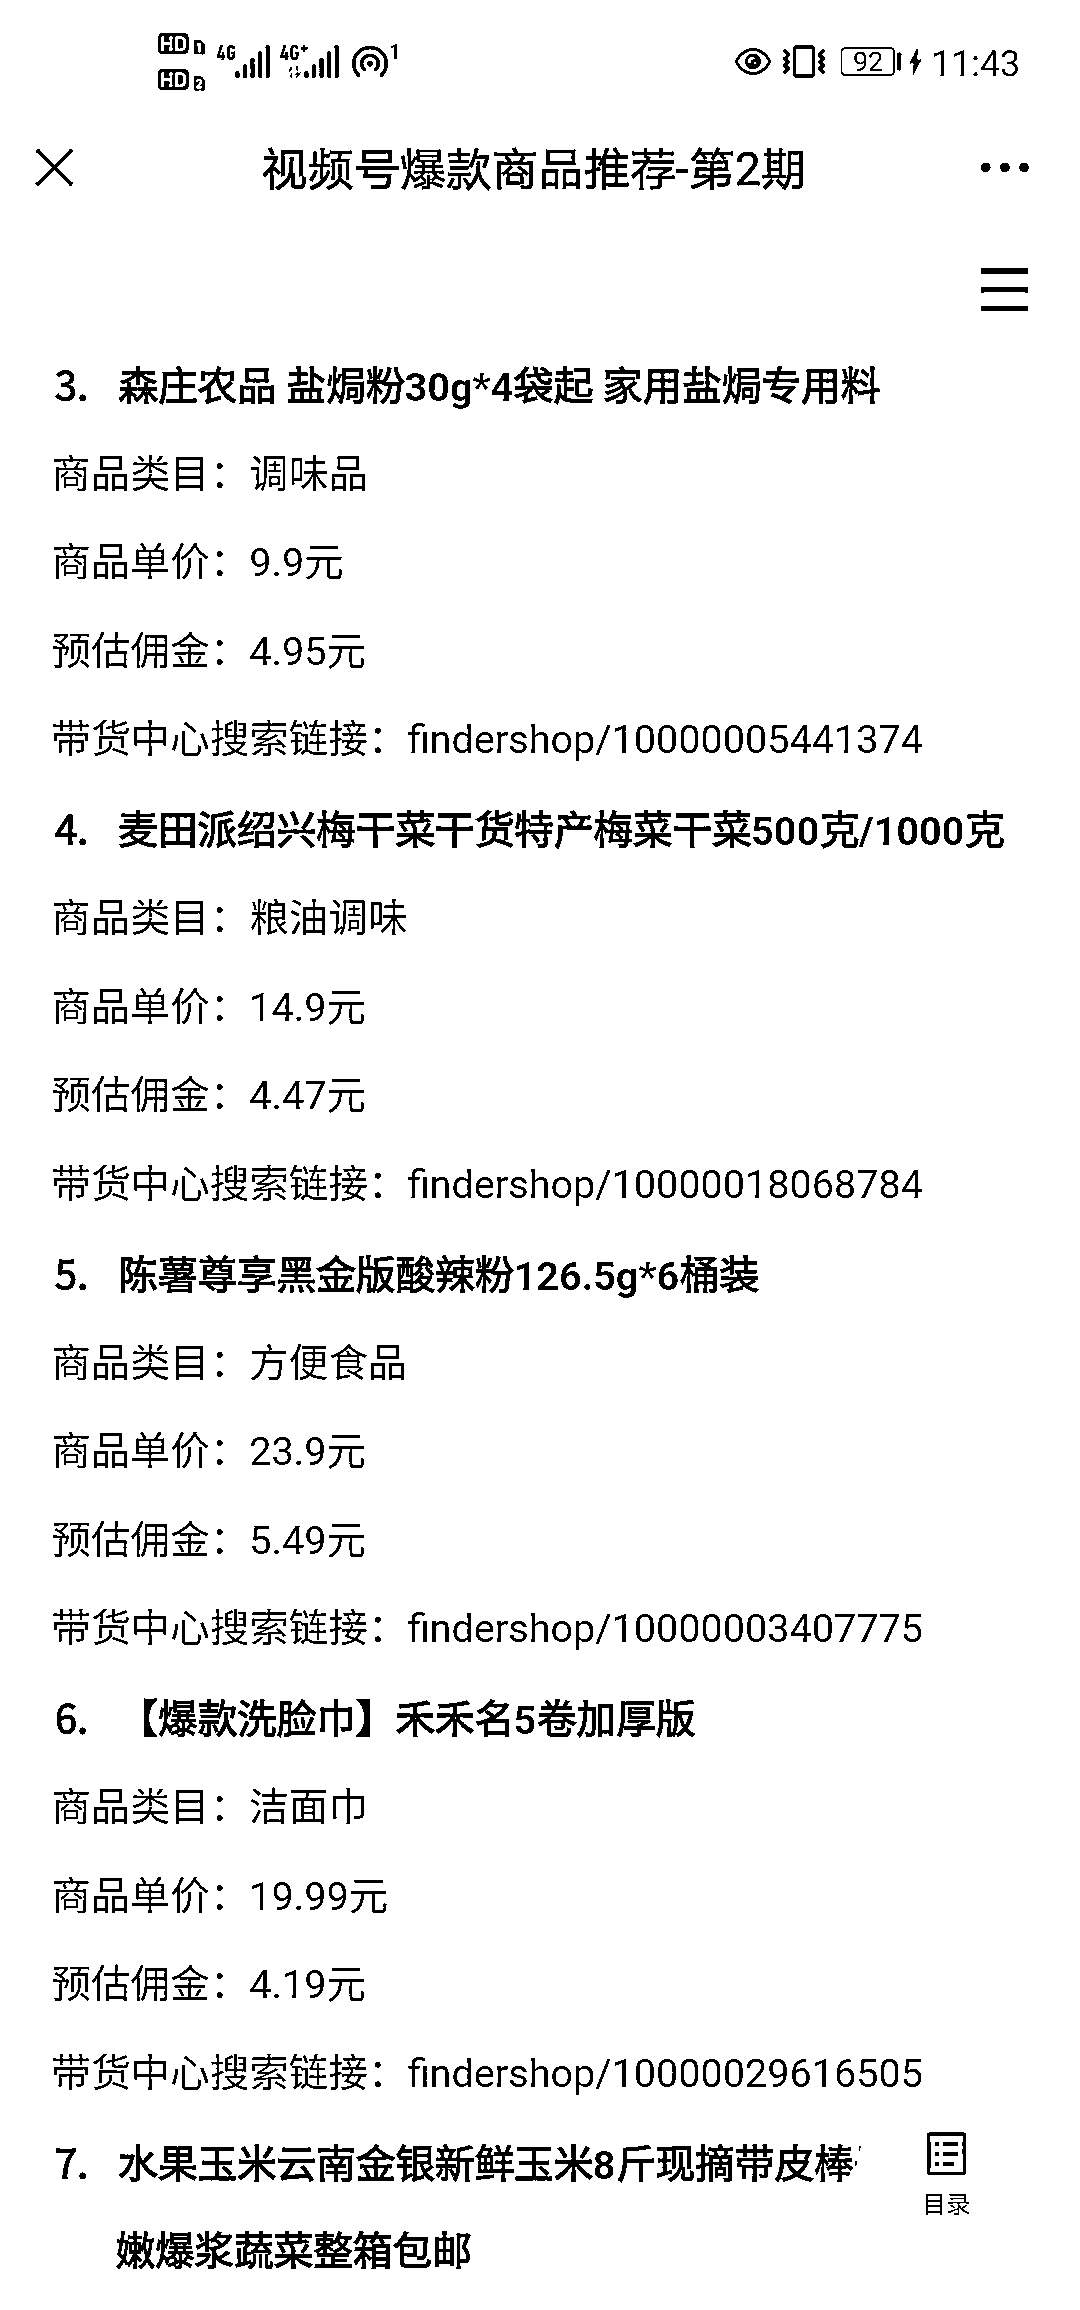 HD 1 4G 4G+ 1 92 11:43
HD 2
视频号爆款商品推荐-第2期
3. 森庄农品 盐焗粉30g*4袋起 家用盐焗专用料
商品类目：调味品
商品单价：9.9元
预估佣金：4.95元
带货中心搜索链接：findershop/10000005441374
4. 麦田派绍兴梅干菜干货特产梅菜干菜500克/1000克
商品类目：粮油调味
商品单价：14.9元
预估佣金：4.47元
带货中心搜索链接：findershop/10000018068784
5. 陈薯尊享黑金版酸辣粉126.5g*6桶装
商品类目：方便食品
商品单价：23.9元
预估佣金：5.49元
带货中心搜索链接：findershop/10000003407775
6. 【爆款洗脸巾】禾禾名5卷加厚版
商品类目：洁面巾
商品单价：19.99元
预估佣金：4.19元
带货中心搜索链接：findershop/10000029616505
7. 水果玉米云南金银新鲜玉米8斤现摘带皮棒
嫩爆浆蔬菜整箱包邮
目录